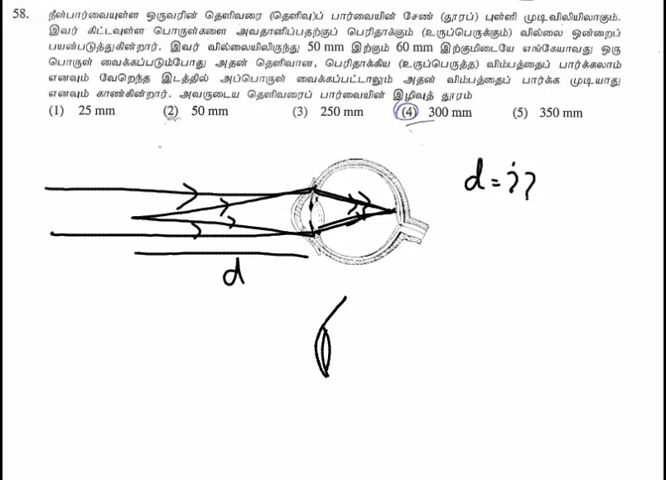 58. நீள்பார்வையுள்ள ஒருவரின் தெளிவரை (தெளிவு)ப் பார்வையின் சேண் (தூரப்) புள்ளி முடிவிலியிலாகும்.
இவர் கிட்டவுள்ள பொருள்களை அவதானிப்பதற்குப் பெரிதாக்கும் (உருப்பெருக்கும்) வில்லை ஒன்றைப்
பயன்படுத்துகின்றார். இவர் வில்லையிலிருந்து 50 mm இற்கும் 60 mm இற்குமிடையே எங்கேயாவது ஒரு
பொருள் வைக்கப்படும்போது அதன் தெளிவான, பெரிதாக்கிய (உருப்பெருத்த) விம்பத்தைப் பார்க்கலாம்
எனவும் வேறெந்த இடத்தில் அப்பொருள் வைக்கப்பட்டாலும் அதன் விம்பத்தைப் பார்க்க முடியாது
எனவும் காண்கின்றார். அவருடைய தெளிவரைப் பார்வையின் இழிவுத் தூரம்
(1) 25 mm (2) 50 mm (3) 250 mm (4) 300 mm (5) 350 mm
d = ??
d